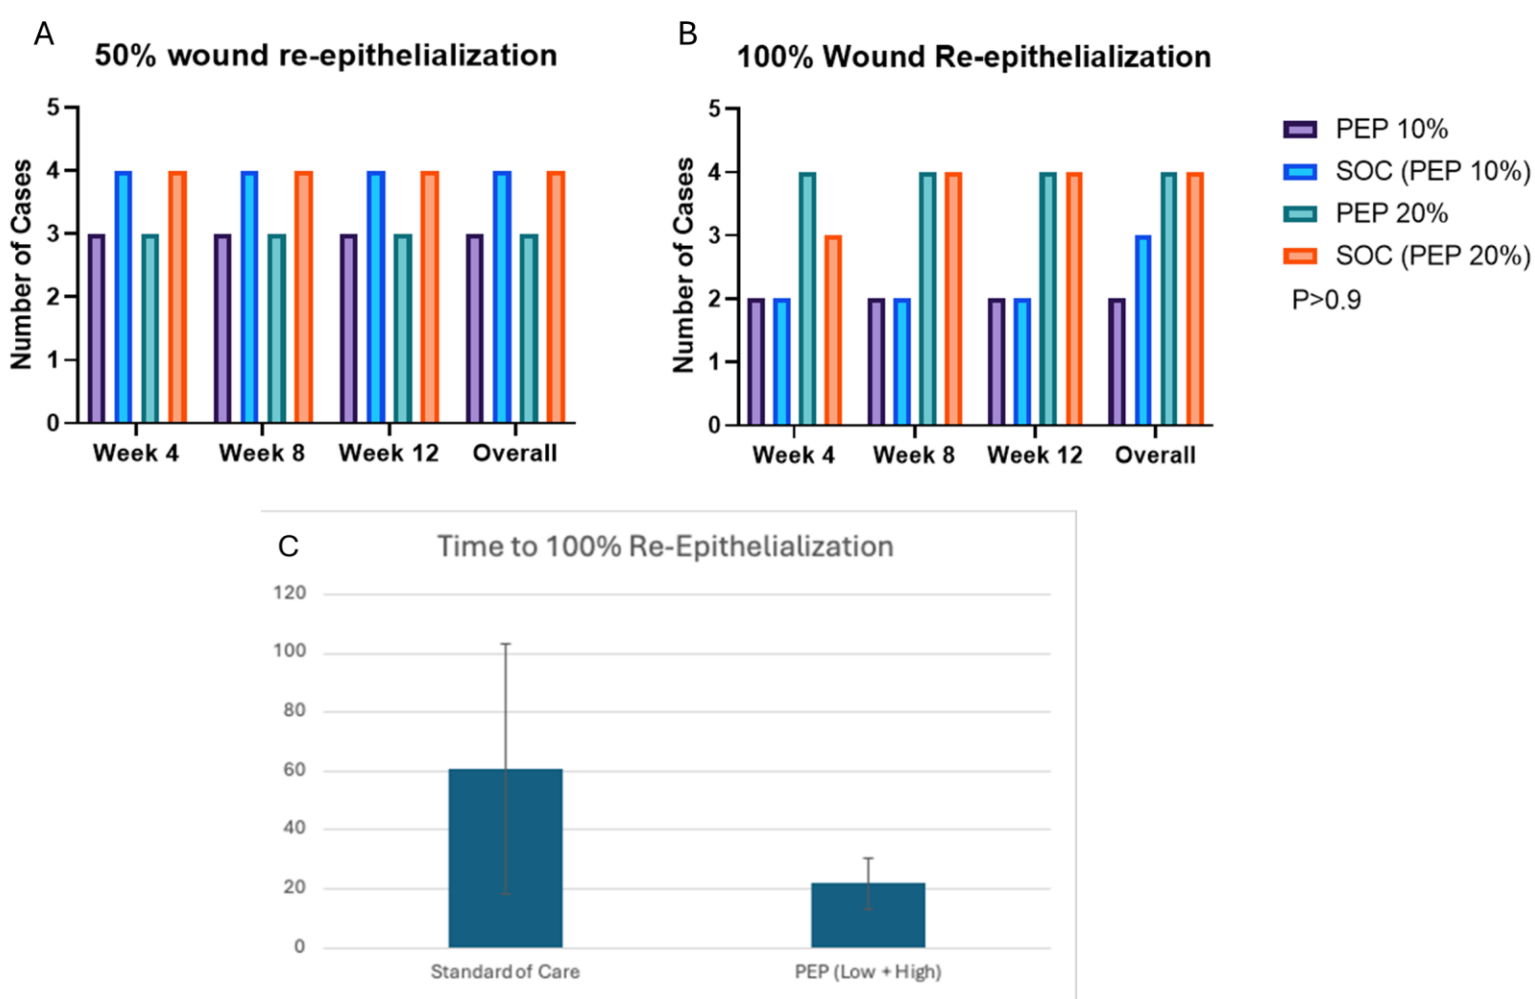 A
50% wound re-epithelialization
Number of Cases
5
4
3
2
1
0
Week 4 Week 8 Week 12 Overall
B
100% Wound Re-epithelialization
Number of Cases
5
4
3
2
1
0
Week 4 Week 8 Week 12 Overall
PEP 10%
SOC (PEP 10%)
PEP 20%
SOC (PEP 20%)
P>0.9
C
Time to 100% Re-Epithelialization
120
100
80
60
40
20
0
Standard of Care PEP (Low + High)